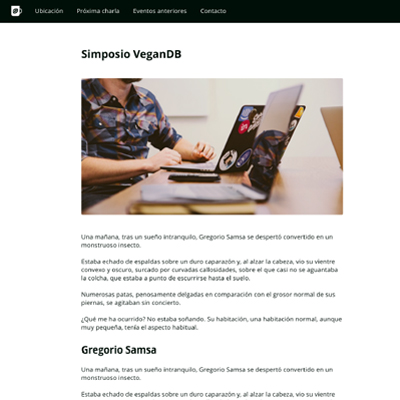 Ubicación Próxima charla Eventos anteriores Contacto
Simposio VeganDB
Una mañana, tras un sueño intranquilo, Gregorio Samsa se despertó convertido en un
monstruoso insecto.
Estaba echado de espaldas sobre un duro caparazón y, al alzar la cabeza, vio su vientre
convexo y oscuro, surcado por curvadas callosidades, sobre el que casi no se aguantaba
la colcha, que estaba a punto de escurrirse hasta el suelo.
Numerosas patas, penosamente delgadas en comparación con el grosor normal de sus
piernas, se agitaban sin concierto.
¿Qué me ha ocurrido? No estaba soñando. Su habitación, una habitación normal, aunque
muy pequeña, tenía el aspecto habitual.
Gregorio Samsa
Una mañana, tras un sueño intranquilo, Gregorio Samsa se despertó convertido en un
monstruoso insecto.
Estaba echado de espaldas sobre un duro caparazón y, al alzar la cabeza, vio su vientre